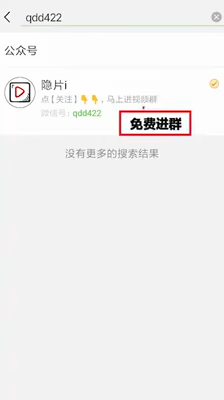 qdd422
公众号
隐片i
点【关注】👇👇, 马上进视频群
微信号: qdd422
免费进群
没有更多的搜索结果